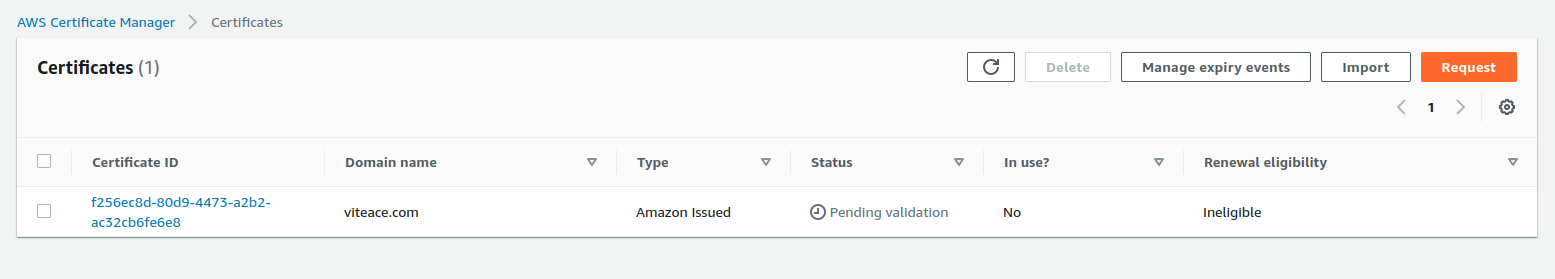 AWS Certificate Manager > Certificates
Certificates (1)
Delete
Manage expiry events
Import
Request
1
Certificate ID Domain name Type Status In use? Renewal eligibility
f256ec8d-80d9-4473-a2b2-
ac32cb6fe6e8
viteace.com Amazon Issued Pending validation No Ineligible